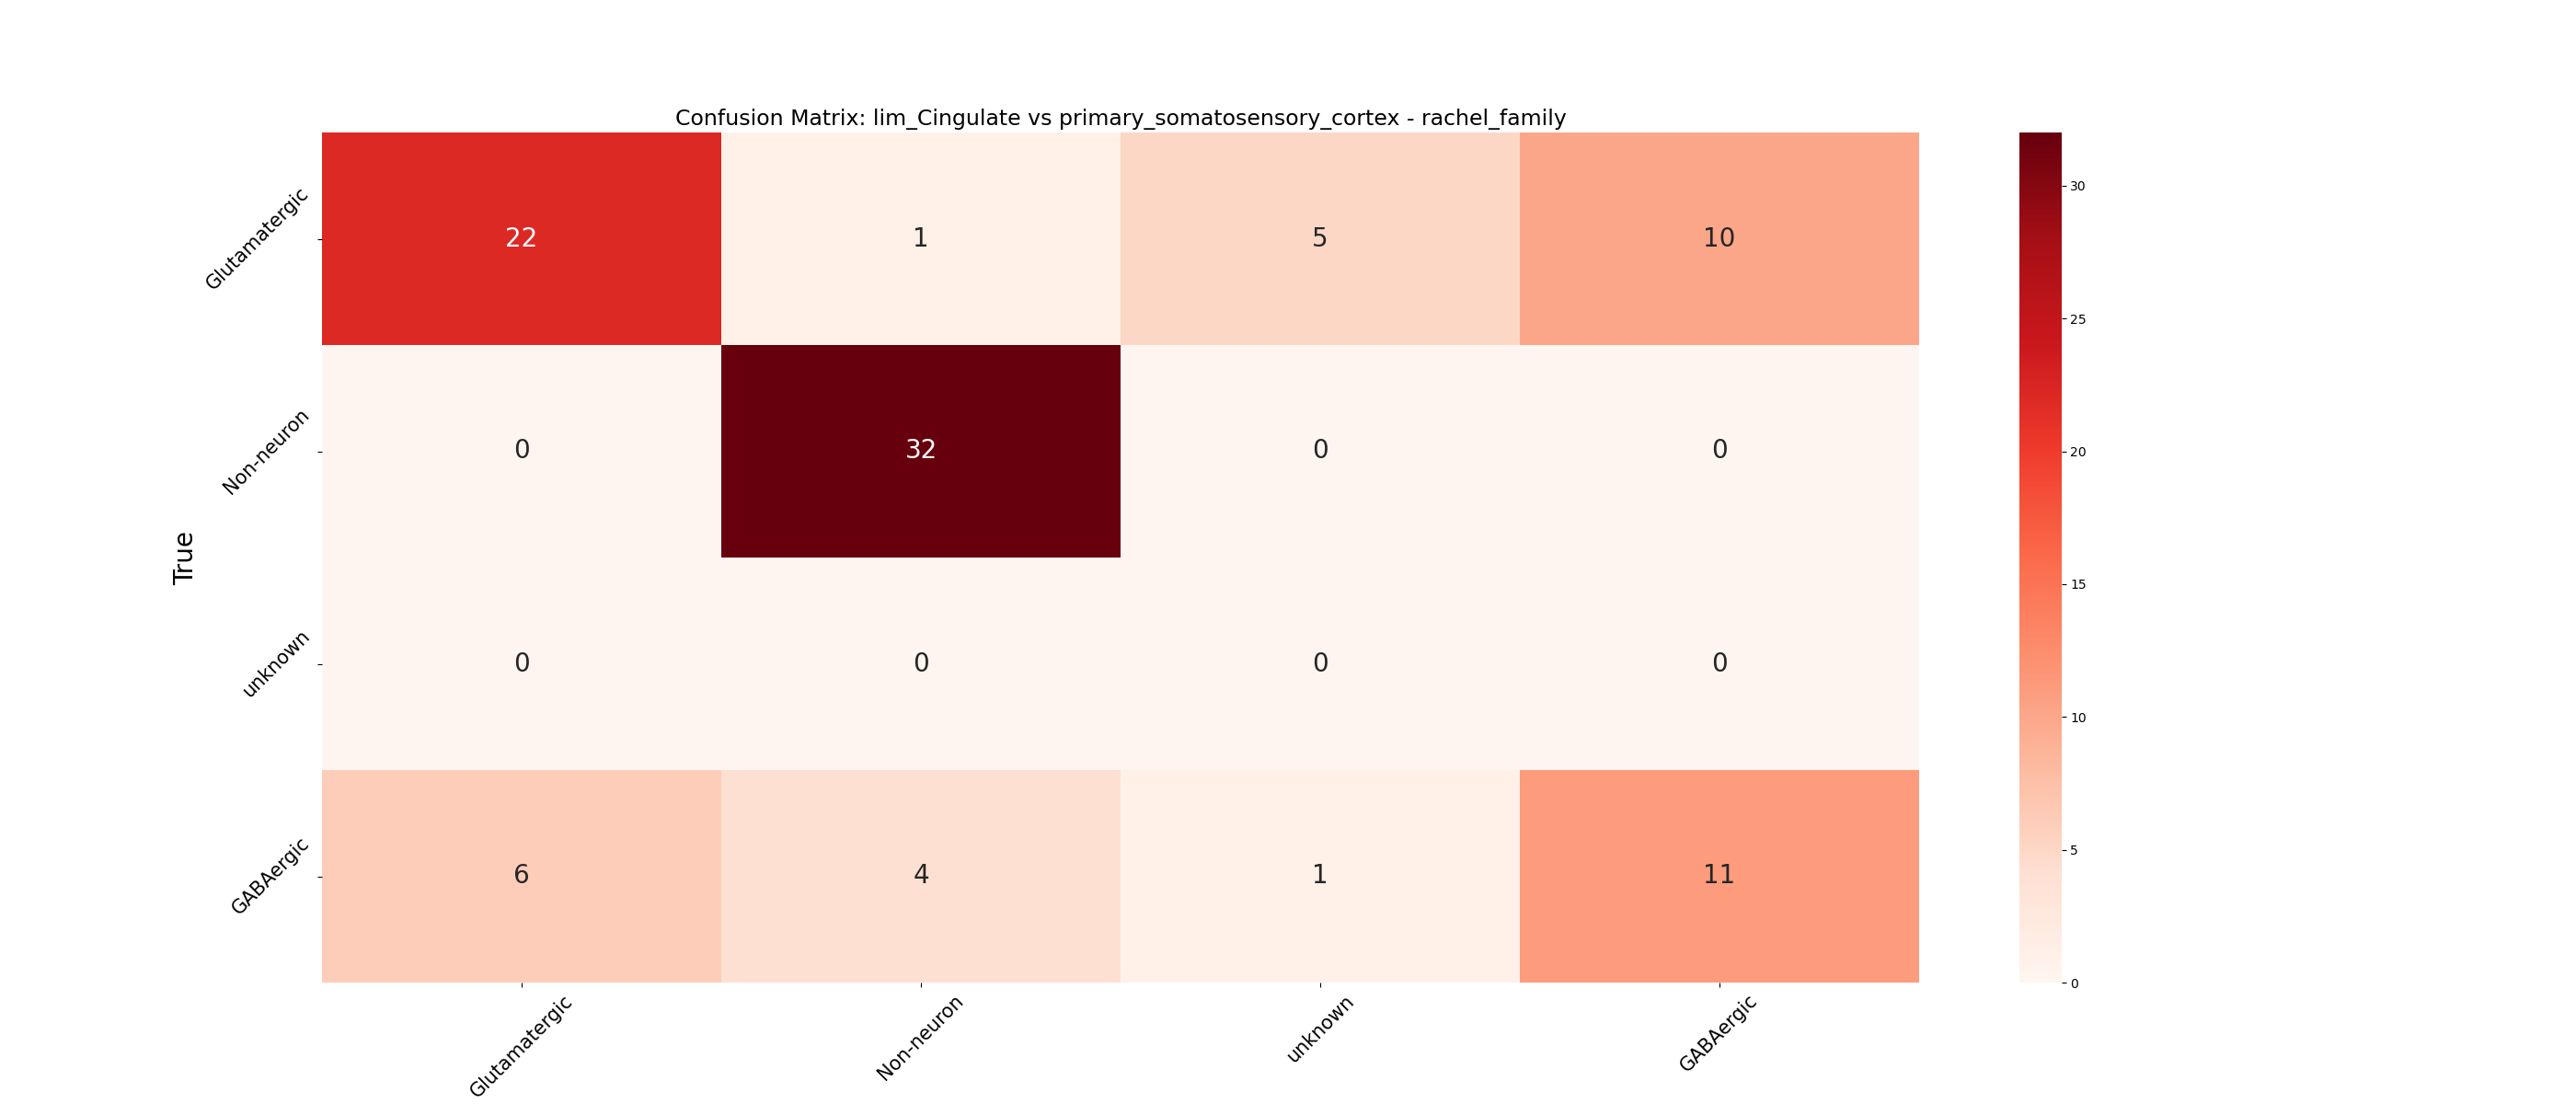 Confusion Matrix: lim_Cingulate vs primary_somatosensory_cortex - rachel_family
True
Glutamatergic 22 1 5 10
Non-neuron 0 32 0 0
unknown 0 0 0 0
GABAergic 6 4 1 11
Glutamatergic Non-neuron unknown GABAergic
30
25
20
15
10
5
0